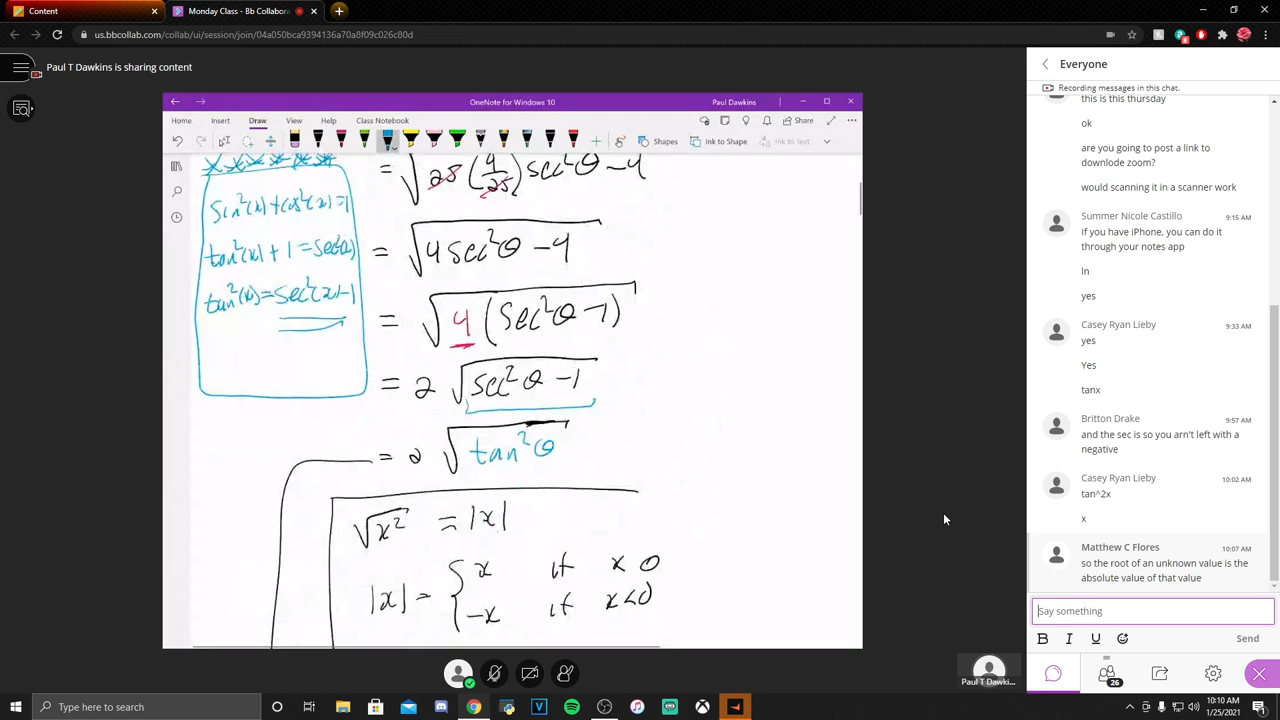 Content
Monday Class - Bb Collabora
us.bbcollab.com/collab/ui/session/join/04a050bca9394136a70a8f09c026c80d
Paul T Dawkins is sharing content
OneNote for Windows 10
Paul Dawkins
Home Insert Draw View Help Class Notebook Share
Shapes Ink to Shape Ink to Text
= √25 (4/25) sec²θ - 4
sin²(x) + cos²(x) = 1
tan²(x) + 1 = sec²(x)
tan²(x) = sec²(x) - 1
= √4sec²θ - 4
= √4 (sec²θ - 1)
= 2 √sec²θ - 1
= 2 √tan²θ
√x² = |x|
|x| = { x if x 0
-x if x < 0
Everyone
Recording messages in this chat.
this is this thursday
ok
are you going to post a link to
downlode zoom?
would scanning it in a scanner work
Summer Nicole Castillo 9:15 AM
If you have iPhone, you can do it
through your notes app
In
yes
Casey Ryan Lieby 9:33 AM
yes
Yes
tanx
Britton Drake 9:57 AM
and the sec is so you arn't left with a
negative
Casey Ryan Lieby 10:02 AM
tan^2x
x
Matthew C Flores 10:07 AM
so the root of an unknown value is the
absolute value of that value
Say something
B I U Send
Paul T Dawki...
26
Type here to search
10:10 AM
1/25/2021